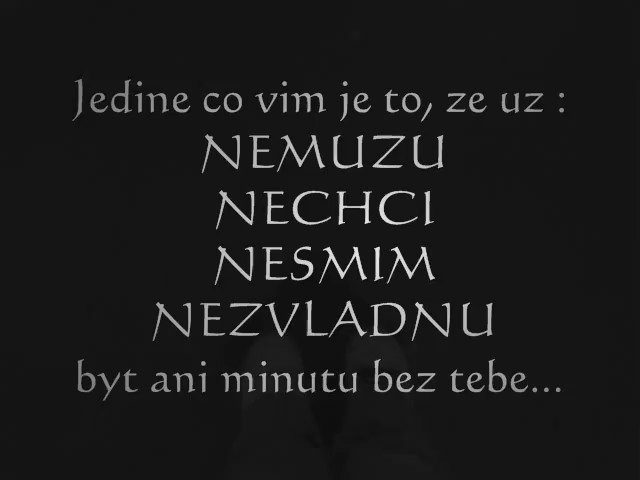 Jedine co vim je to, ze uz :
NEMUZU
NECHCI
NESMIM
NEZVLADNU
byt ani minutu bez tebe...